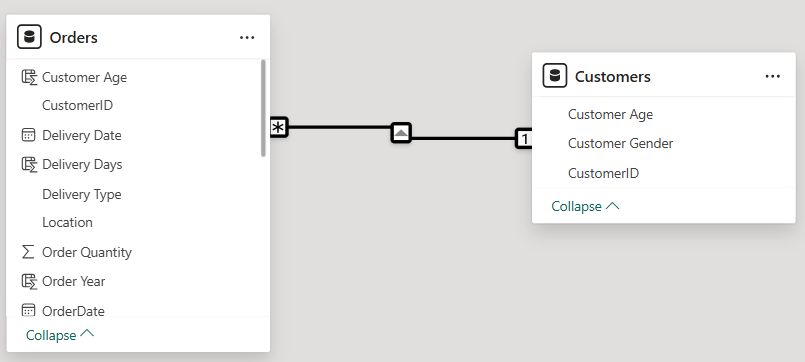 Orders
Customer Age
CustomerID
Delivery Date
Delivery Days
Delivery Type
Location
Order Quantity
Order Year
OrderDate
Collapse
*
1
Customers
Customer Age
Customer Gender
CustomerID
Collapse